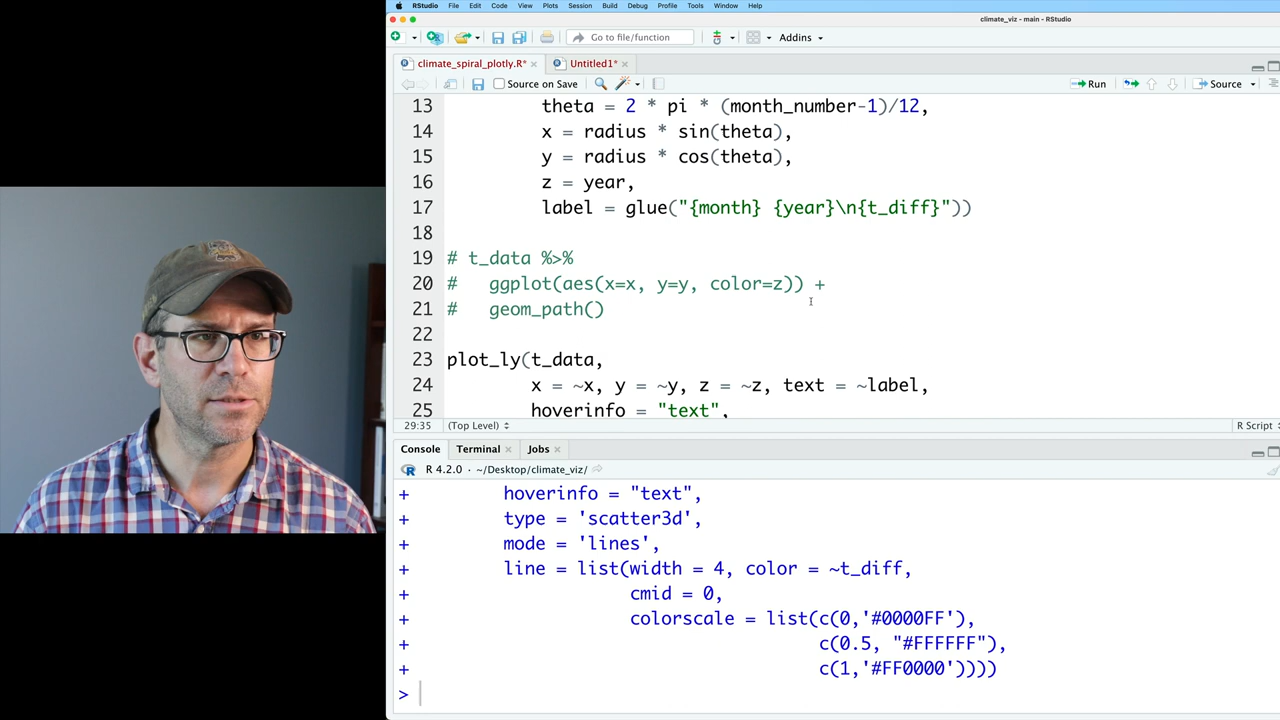 RStudio File Edit Code View Plots Session Build Debug Profile Tools Window Help
climate_viz - main - RStudio
Go to file/function Addins
climate_spiral_plotly.R* Untitled1*
Source on Save Run Source
13 theta = 2 * pi * (month_number-1)/12,
14 x = radius * sin(theta),
15 y = radius * cos(theta),
16 z = year,
17 label = glue("{month} {year}\n{t_diff}"))
18
19 # t_data %>%
20 # ggplot(aes(x=x, y=y, color=z)) +
21 # geom_path()
22
23 plot_ly(t_data,
24 x = ~x, y = ~y, z = ~z, text = ~label,
25 hoverinfo = "text",
29:35 (Top Level) R Script
Console Terminal Jobs
R 4.2.0 · ~/Desktop/climate_viz/
+ hoverinfo = "text",
+ type = 'scatter3d',
+ mode = 'lines',
+ line = list(width = 4, color = ~t_diff,
+ cmid = 0,
+ colorscale = list(c(0,'#0000FF'),
+ c(0.5, "#FFFFFF"),
+ c(1,'#FF0000'))))
>